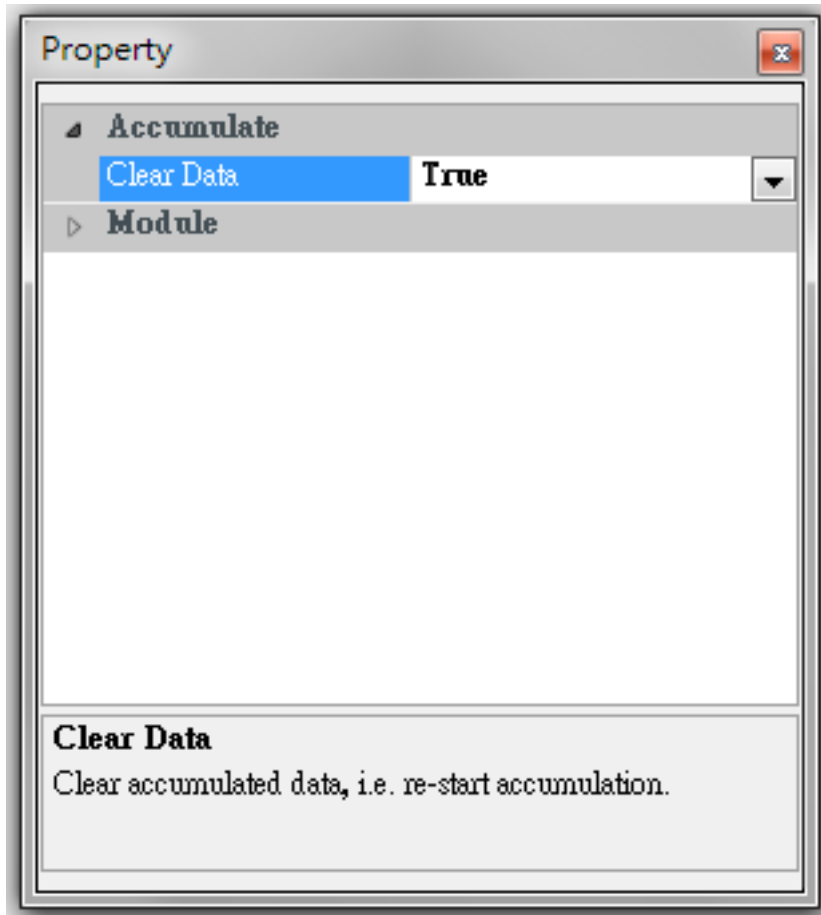 Property
Accumulate
Clear Data True
Module
Clear Data
Clear accumulated data, i.e. re-start accumulation.